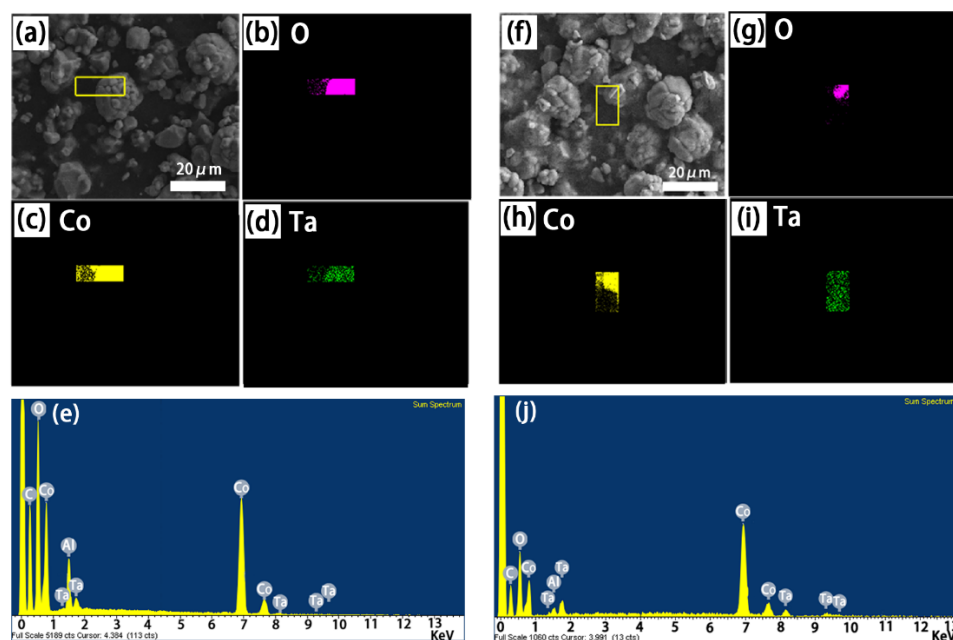 (a)
20 μm
(b) O
(c) Co
(d) Ta
(e)
Sum Spectrum
O
C
Co
Al
Ta
Ta
Co
Co
Ta
Ta
Ta
0 1 2 3 4 5 6 7 8 9 10 11 12 13
Full Scale 5189 cts Cursor: 4.384 (113 cts)
KeV
(f)
20 μm
(g) O
(h) Co
(i) Ta
(j)
Sum Spectrum
C
O
Co
Ta
Al
Ta
Co
Co
Ta
Ta
Ta
0 1 2 3 4 5 6 7 8 9 10 11 12 13
Full Scale 1060 cts Cursor: 3.991 (13 cts)
KeV